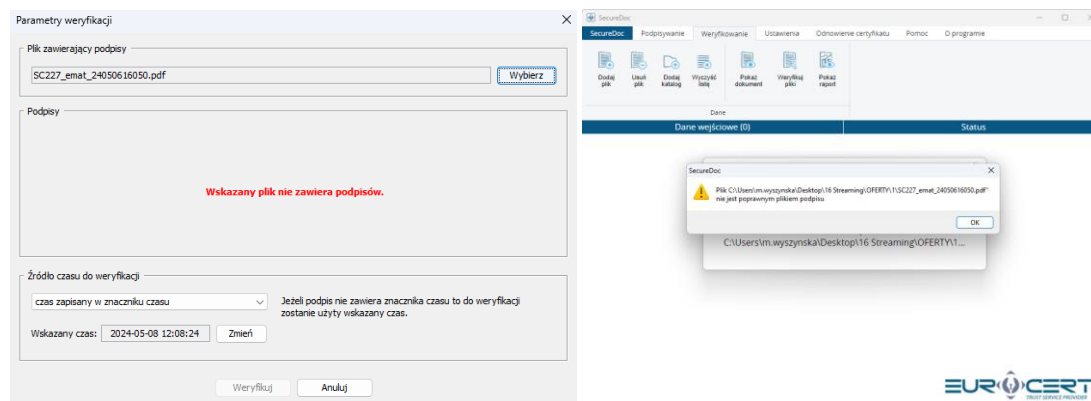 Parametry weryfikacji
Plik zawierający podpisy
SC227_emat_24050616050.pdf
Wybierz
Podpisy
Wskazany plik nie zawiera podpisów.
Źródło czasu do weryfikacji
czas zapisany w znaczniku czasu
Jeżeli podpis nie zawiera znacznika czasu to do weryfikacji
zostanie użyty wskazany czas.
Wskazany czas:
2024-05-08 12:08:24
Zmień
Weryfikuj
Anuluj
SecureDoc
SecureDoc Podpisywanie Weryfikowanie Ustawienia Odnowienie certyfikatu Pomoc O programie
Dodaj plik
Usuń plik
Dodaj katalog
Wyczyść listę
Pokaż dokument
Weryfikuj pliki
Pokaż raport
Dane
Dane wejściowe (0)
Status
SecureDoc
Plik C:\Users\m.wyszynska\Desktop\16 Streaming\OFERTY\1\SC227_emat_24050616050.pdf"
nie jest poprawnym plikiem podpisu
OK
C:\Users\m.wyszynska\Desktop\16 Streaming\OFERTY\1...
EUROCERT
TRUST SERVICE PROVIDER